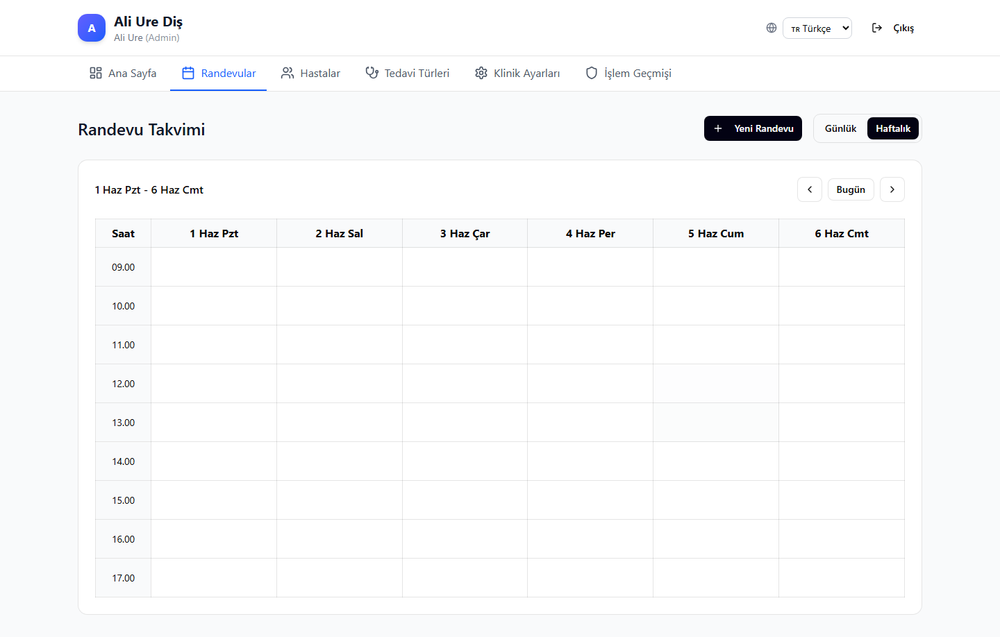 A
Ali Ure Diş
Ali Ure (Admin)
TR Türkçe
Çıkış
Ana Sayfa
Randevular
Hastalar
Tedavi Türleri
Klinik Ayarları
İşlem Geçmişi
Randevu Takvimi
+ Yeni Randevu
Günlük
Haftalık
1 Haz Pzt - 6 Haz Cmt
Bugün
Saat 1 Haz Pzt 2 Haz Sal 3 Haz Çar 4 Haz Per 5 Haz Cum 6 Haz Cmt
09.00
10.00
11.00
12.00
13.00
14.00
15.00
16.00
17.00